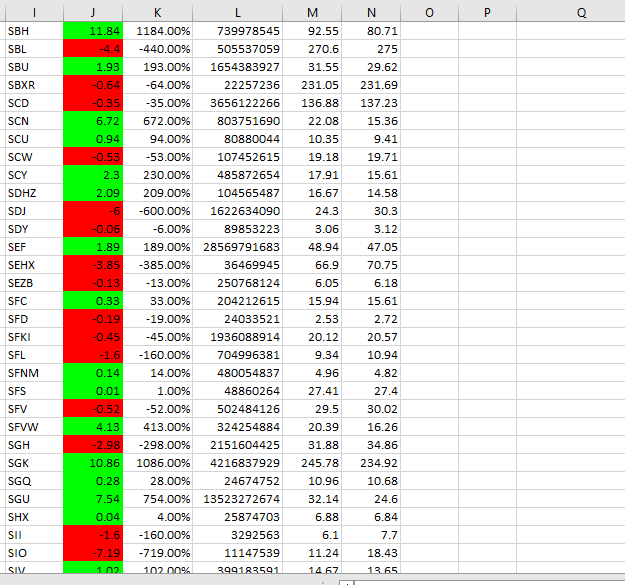 I J K L M N O P Q
SBH 11.84 1184.00% 739978545 92.55 80.71
SBL -4.4 -440.00% 505537059 270.6 275
SBU 1.93 193.00% 1654383927 31.55 29.62
SBXR -0.64 -64.00% 22257236 231.05 231.69
SCD -0.35 -35.00% 3656122266 136.88 137.23
SCN 6.72 672.00% 803751690 22.08 15.36
SCU 0.94 94.00% 80880044 10.35 9.41
SCW -0.53 -53.00% 107452615 19.18 19.71
SCY 2.3 230.00% 485872654 17.91 15.61
SDHZ 2.09 209.00% 104565487 16.67 14.58
SDJ -6 -600.00% 1622634090 24.3 30.3
SDY -0.06 -6.00% 89853223 3.06 3.12
SEF 1.89 189.00% 28569791683 48.94 47.05
SEHX -3.85 -385.00% 36469945 66.9 70.75
SEZB -0.13 -13.00% 250768124 6.05 6.18
SFC 0.33 33.00% 204212615 15.94 15.61
SFD -0.19 -19.00% 24033521 2.53 2.72
SFKI -0.45 -45.00% 1936088914 20.12 20.57
SFL -1.6 -160.00% 704996381 9.34 10.94
SFNM 0.14 14.00% 480054837 4.96 4.82
SFS 0.01 1.00% 48860264 27.41 27.4
SFV -0.52 -52.00% 502484126 29.5 30.02
SFVW 4.13 413.00% 324254884 20.39 16.26
SGH -2.98 -298.00% 2151604425 31.88 34.86
SGK 10.86 1086.00% 4216837929 245.78 234.92
SGQ 0.28 28.00% 24674752 10.96 10.68
SGU 7.54 754.00% 13523272674 32.14 24.6
SHX 0.04 4.00% 25874703 6.88 6.84
SII -1.6 -160.00% 3292563 6.1 7.7
SIO -7.19 -719.00% 11147539 11.24 18.43
SIV 1.02 102.00% 399183591 14.67 13.65